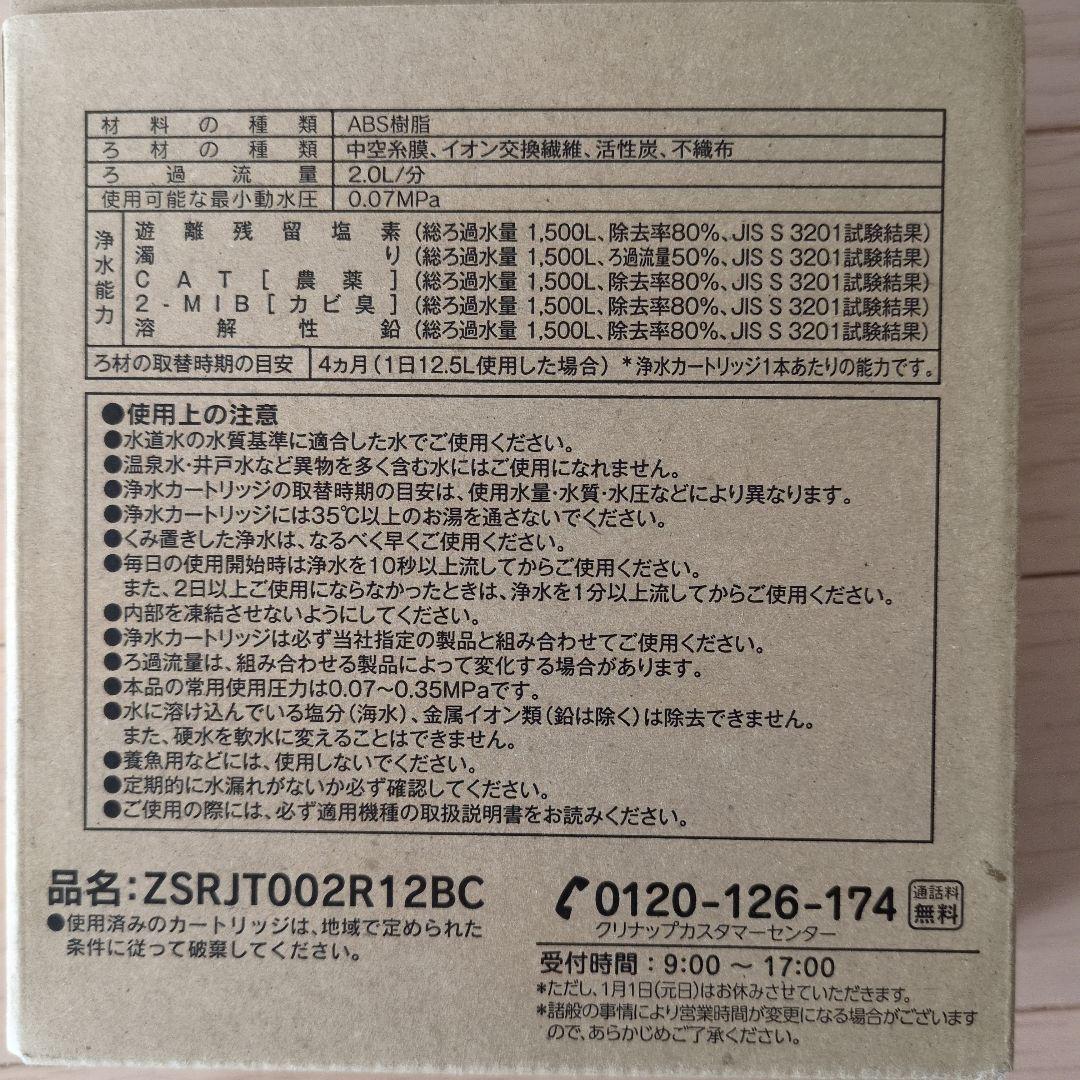 材料の種類 ABS樹脂
ろ材の種類 中空糸膜、イオン交換繊維、活性炭、不織布
ろ過流量 2.0L/分
使用可能な最小動水圧 0.07MPa
浄水能力
遊離残留塩素 (総ろ過水量 1,500L、除去率80%、JIS S 3201試験結果)
濁り (総ろ過水量 1,500L、ろ過流量50%、JIS S 3201試験結果)
CAT[農薬] (総ろ過水量 1,500L、除去率80%、JIS S 3201試験結果)
2-MIB[カビ臭] (総ろ過水量 1,500L、除去率80%、JIS S 3201試験結果)
溶解性鉛 (総ろ過水量 1,500L、除去率80%、JIS S 3201試験結果)
ろ材の取替時期の目安 4ヵ月(1日12.5L使用した場合) *浄水カートリッジ1本あたりの能力です。
●使用上の注意
●水道水の水質基準に適合した水でご使用ください。
●温泉水・井戸水など異物を多く含む水にはご使用になれません。
●浄水カートリッジの取替時期の目安は、使用水量・水質・水圧などにより異なります。
●浄水カートリッジには35℃以上のお湯を通さないでください。
●くみ置きした浄水は、なるべく早くご使用ください。
●毎日の使用開始時は浄水を10秒以上流してからご使用ください。
また、2日以上ご使用にならなかったときは、浄水を1分以上流してからご使用ください。
●内部を凍結させないようにしてください。
●浄水カートリッジは必ず当社指定の製品と組み合わせてご使用ください。
●ろ過流量は、組み合わせる製品によって変化する場合があります。
●本品の常用使用圧力は0.07〜0.35MPaです。
●水に溶け込んでいる塩分(海水)、金属イオン類(鉛は除く)は除去できません。
また、硬水を軟水に変えることはできません。
●養魚用などには、使用しないでください。
●定期的に水漏れがないか必ず確認してください。
●ご使用の際には、必ず適用機種の取扱説明書をお読みください。
品名:ZSRJT002R12BC
●使用済みのカートリッジは、地域で定められた
条件に従って破棄してください。
0120-126-174 通話料無料
クリナップカスタマーセンター
受付時間:9:00 〜 17:00
*ただし、1月1日(元日)はお休みさせていただきます。
*諸般の事情により営業時間が変更になる場合がございます
ので、あらかじめご了承ください。